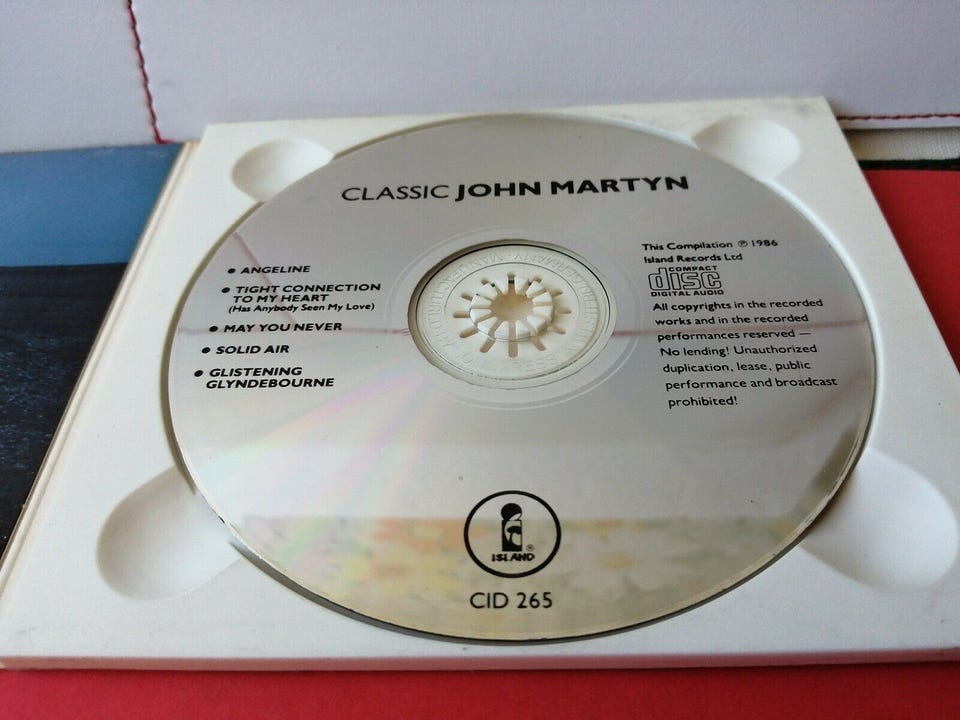 CLASSIC JOHN MARTYN
• ANGELINE
• TIGHT CONNECTION
TO MY HEART
(Has Anybody Seen My Love)
• MAY YOU NEVER
• SOLID AIR
• GLISTENING
GLYNDEBOURNE
This Compilation ℗ 1986
Island Records Ltd
COMPACT
disc
DIGITAL AUDIO
All copyrights in the recorded
works and in the recorded
performances reserved —
No lending! Unauthorized
duplication, lease, public
performance and broadcast
prohibited!
ISLAND ®
CID 265